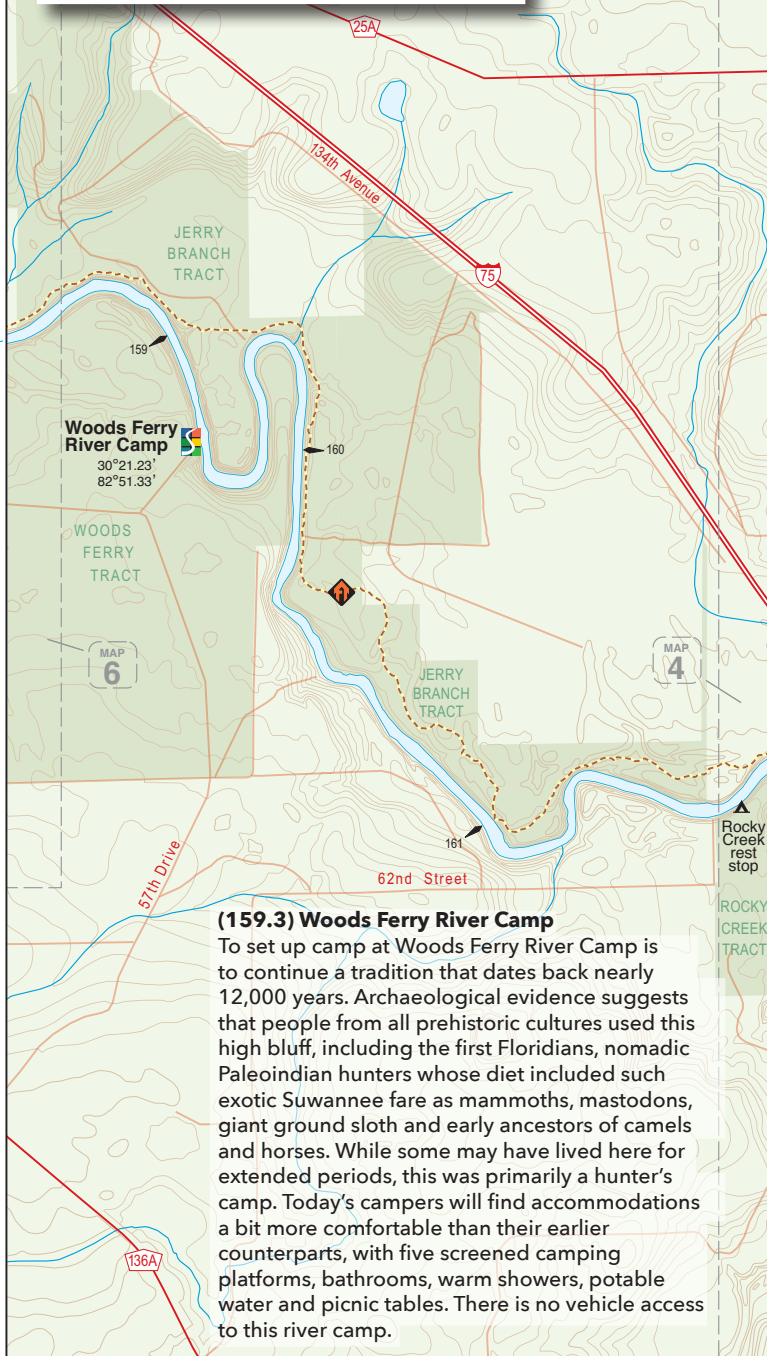 25A
134th Avenue
JERRY
BRANCH
TRACT
75
159
Woods Ferry
River Camp
30°21.23'
82°51.33'
160
WOODS
FERRY
TRACT
MAP
6
MAP
4
JERRY
BRANCH
TRACT
161
Rocky
Creek
rest
stop
57th Drive
62nd Street
ROCKY
CREEK
TRACT
(159.3) Woods Ferry River Camp
To set up camp at Woods Ferry River Camp is
to continue a tradition that dates back nearly
12,000 years. Archaeological evidence suggests
that people from all prehistoric cultures used this
high bluff, including the first Floridians, nomadic
Paleoindian hunters whose diet included such
exotic Suwannee fare as mammoths, mastodons,
giant ground sloth and early ancestors of camels
and horses. While some may have lived here for
extended periods, this was primarily a hunter's
camp. Today's campers will find accommodations
a bit more comfortable than their earlier
counterparts, with five screened camping
platforms, bathrooms, warm showers, potable
water and picnic tables. There is no vehicle access
to this river camp.
136A